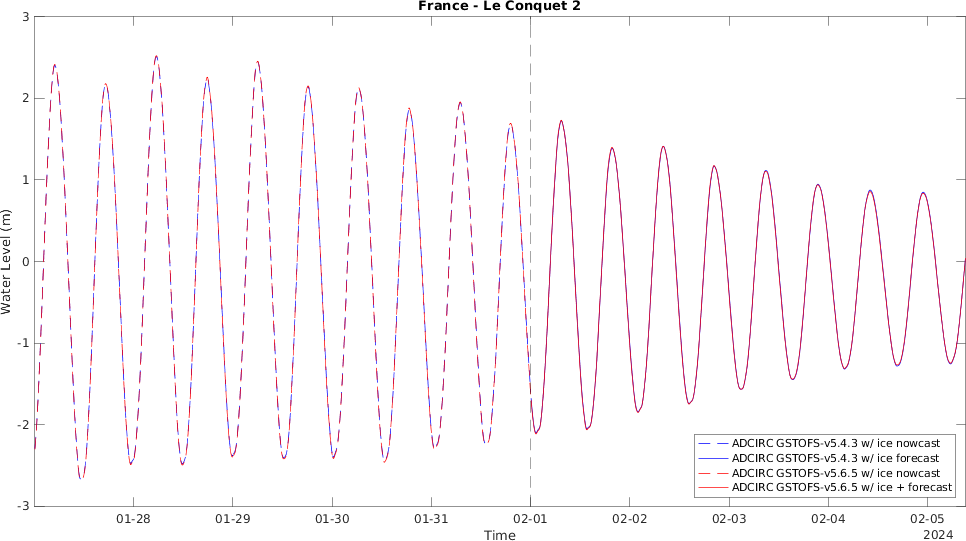 France - Le Conquet 2
3
2
1
0
-1
-2
-3
Water Level (m)
01-28 01-29 01-30 01-31 02-01 02-02 02-03 02-04 02-05
Time
2024
ADCIRC GSTOFS-v5.4.3 w/ ice nowcast
ADCIRC GSTOFS-v5.4.3 w/ ice forecast
ADCIRC GSTOFS-v5.6.5 w/ ice nowcast
ADCIRC GSTOFS-v5.6.5 w/ ice + forecast